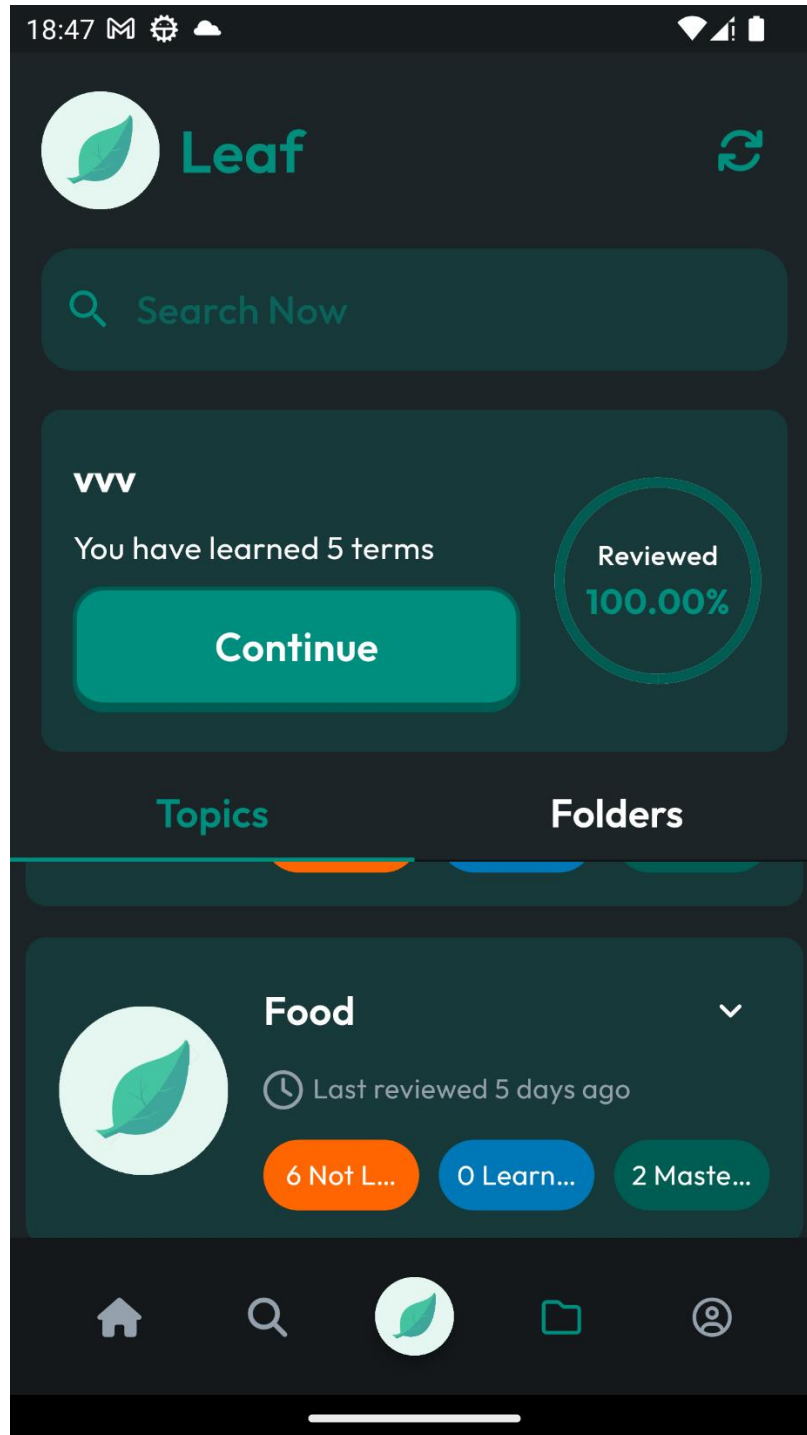 18:47
Leaf
Search Now
vvv
You have learned 5 terms
Reviewed
100.00%
Continue
Topics
Folders
Food
Last reviewed 5 days ago
6 Not L...
0 Learn...
2 Maste...